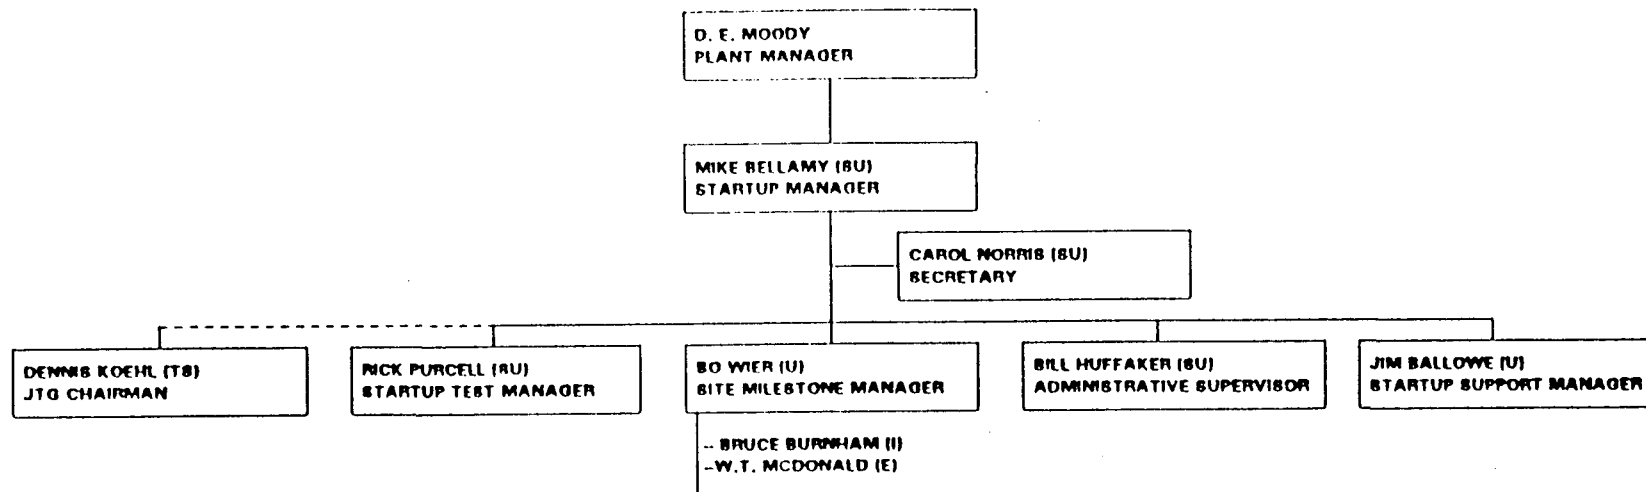 D. E. MOODY
PLANT MANAGER
MIKE BELLAMY (SU)
STARTUP MANAGER
CAROL NORRIS (SU)
SECRETARY
DENNIS KOEHL (TS)
JTG CHAIRMAN
RICK PURCELL (SU)
STARTUP TEST MANAGER
BO WIER (U)
SITE MILESTONE MANAGER
BILL HUFFAKER (SU)
ADMINISTRATIVE SUPERVISOR
JIM BALLOWE (U)
STARTUP SUPPORT MANAGER
-- BRUCE BURNHAM (I)
--W.T. MCDONALD (E)